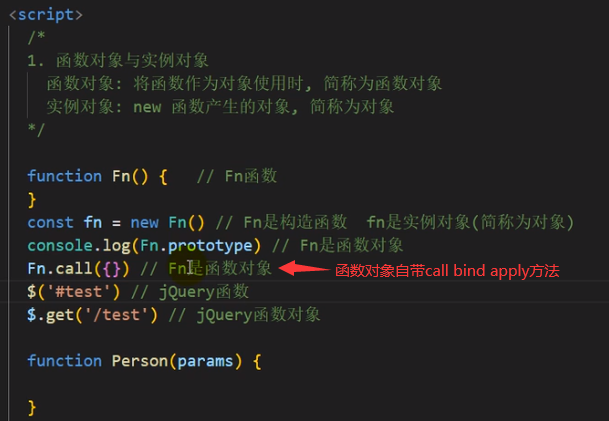 <script>
/*
1. 函数对象与实例对象
函数对象: 将函数作为对象使用时, 简称为函数对象
实例对象: new 函数产生的对象, 简称为对象
*/
function Fn() { // Fn函数
}
const fn = new Fn() // Fn是构造函数 fn是实例对象(简称为对象)
console.log(Fn.prototype) // Fn是函数对象
Fn.call({}) // Fn是函数对象 函数对象自带call bind apply方法
$('#test') // jQuery函数
$.get('/test') // jQuery函数对象
function Person(params) {
}